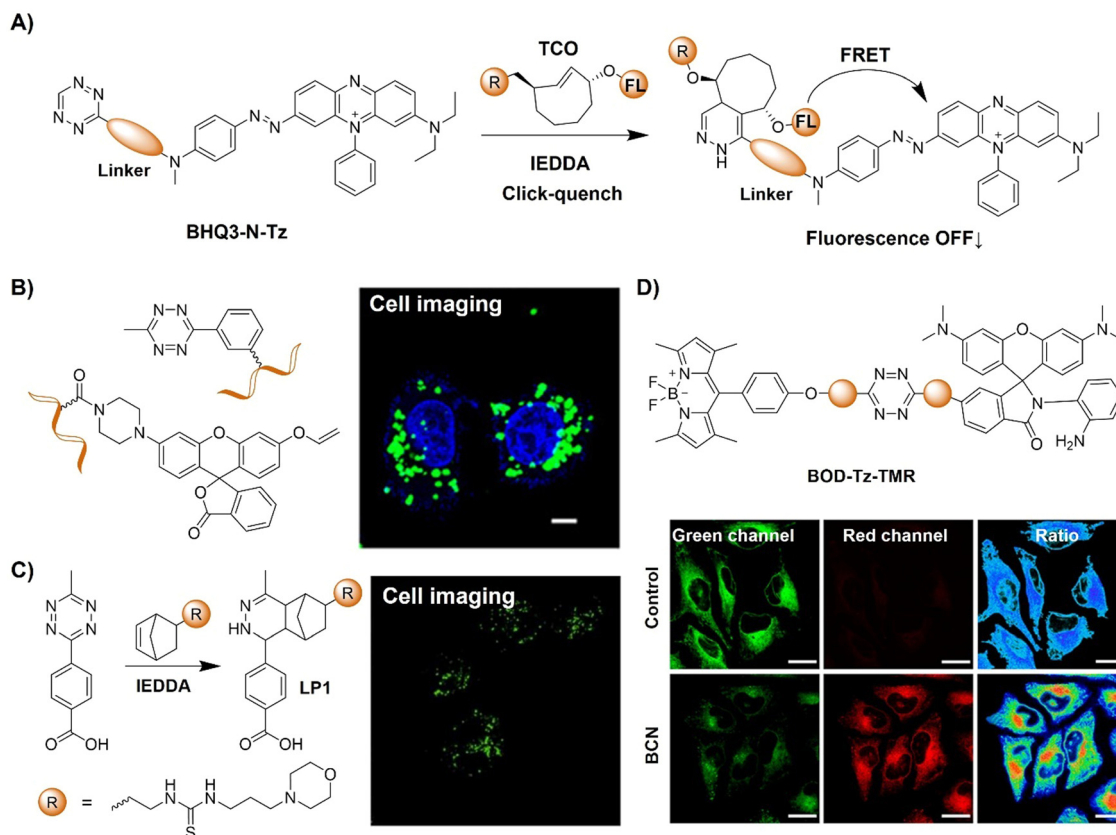 A)
N
N
N
N
Linker
N
N
N
N
N
N
+
BHQ3-N-Tz
TCO
R
O
FL
IEDDA
Click-quench
R
O
O
FL
FRET
N
N
H
Linker
N
N
N
N
N
N
+
Fluorescence OFF↓
B)
N
N
N
N
O
N
N
O
O
O
O
Cell imaging
C)
N
N
N
N
O
OH
R
IEDDA
R
N
HN
LP1
O
OH
Cell imaging
R
=
H
N
S
H
N
N
O
D)
F
F
B
-
N
+
N
O
N
N
N
N
N
O
N
N
O
H2N
BOD-Tz-TMR
Green channel
Red channel
Ratio
Control
BCN